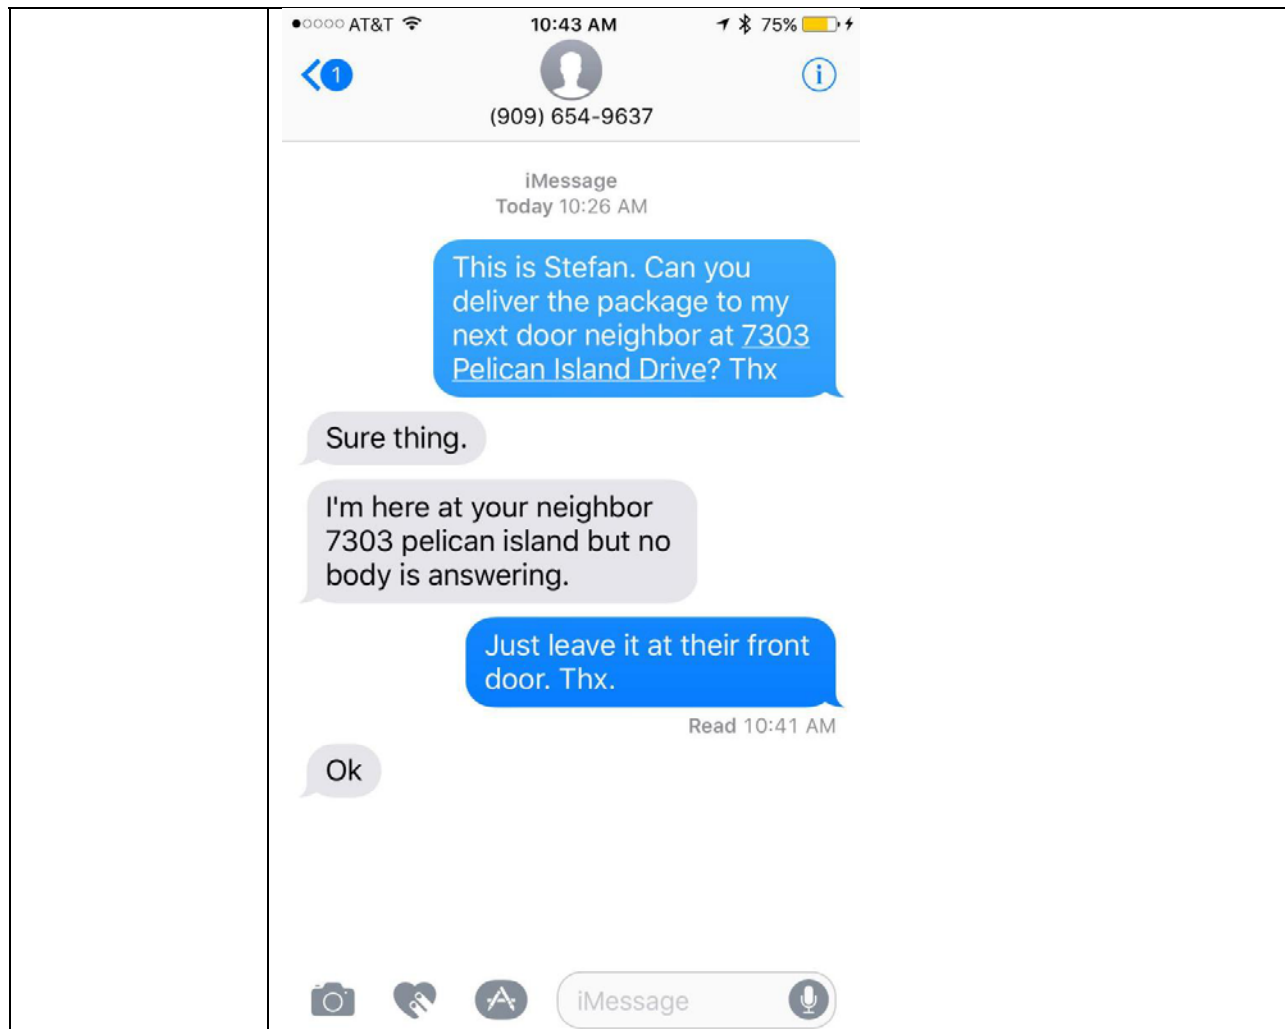 AT&T 10:43 AM 75%
1
(909) 654-9637
iMessage
Today 10:26 AM
This is Stefan. Can you
deliver the package to my
next door neighbor at 7303
Pelican Island Drive? Thx
Sure thing.
I'm here at your neighbor
7303 pelican island but no
body is answering.
Just leave it at their front
door. Thx.
Read 10:41 AM
Ok
iMessage